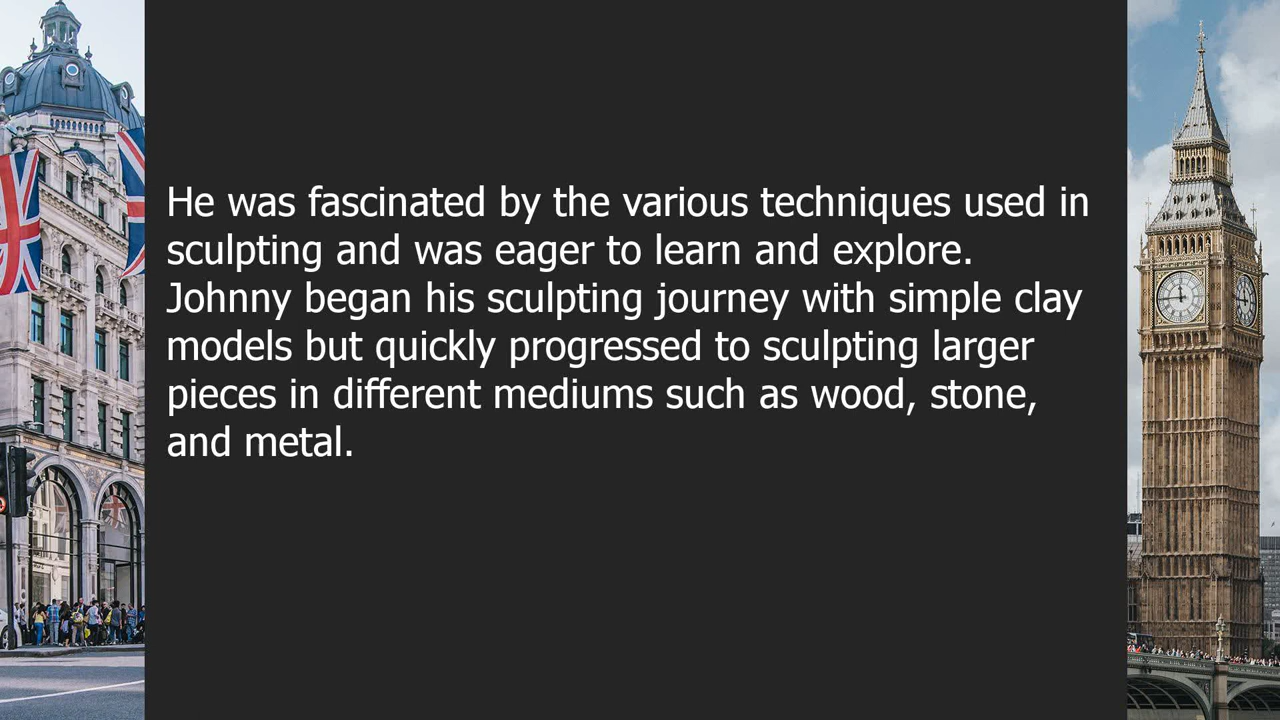 He was fascinated by the various techniques used in
sculpting and was eager to learn and explore.
Johnny began his sculpting journey with simple clay
models but quickly progressed to sculpting larger
pieces in different mediums such as wood, stone,
and metal.